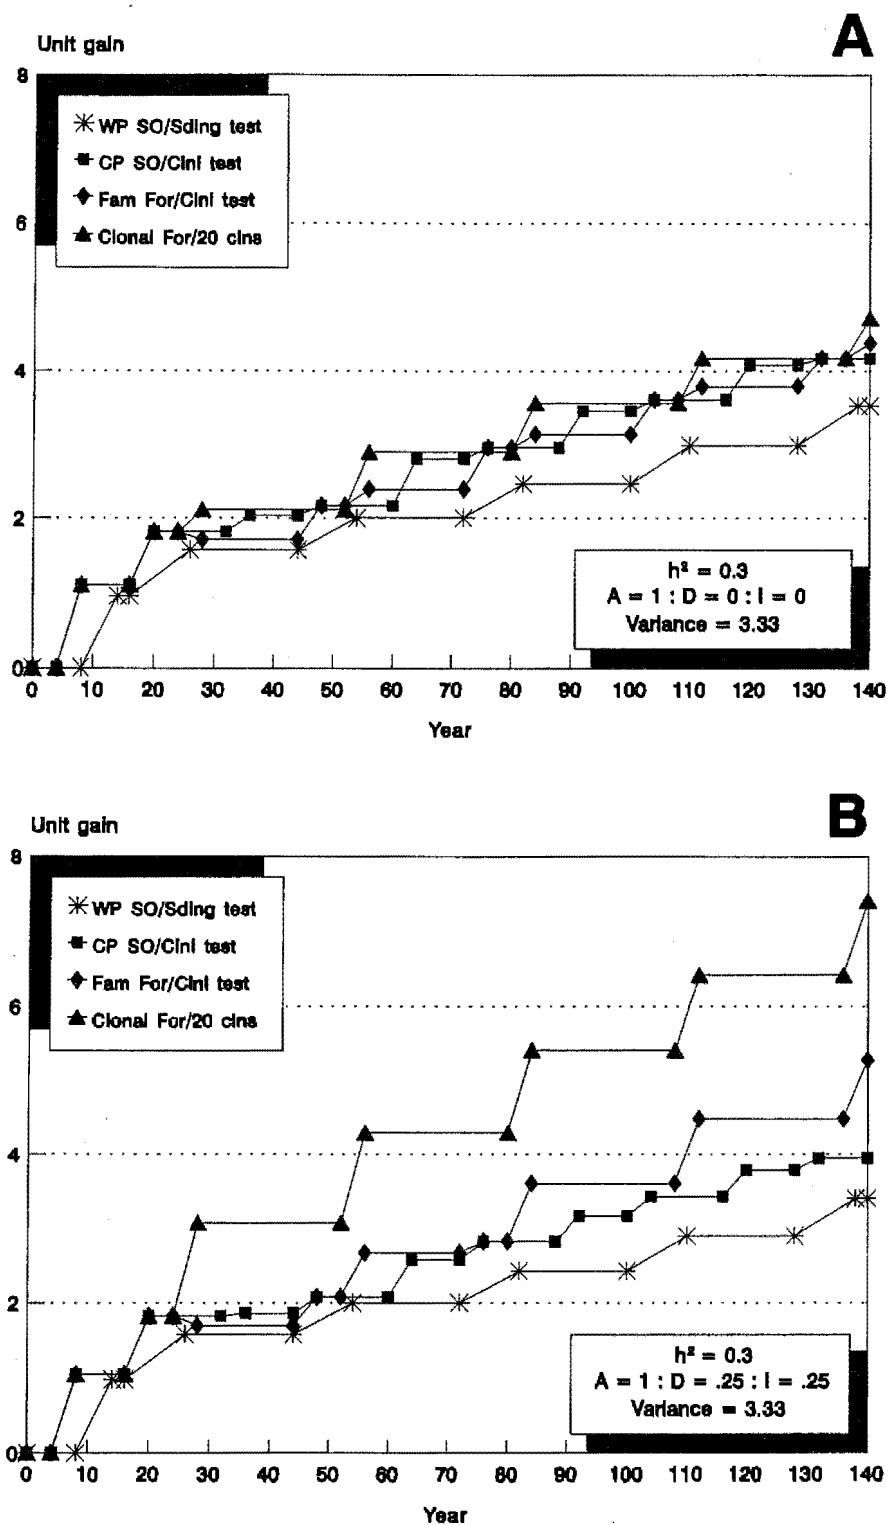 A
Unit gain
8
WP SO/Sding test
CP SO/Clnl test
Fam For/Clnl test
Clonal For/20 clns
6
4
2
h² = 0.3
A = 1 : D = 0 : I = 0
Variance = 3.33
0
0 10 20 30 40 50 60 70 80 90 100 110 120 130 140
Year
B
Unit gain
8
WP SO/Sding test
CP SO/Clnl test
Fam For/Clnl test
Clonal For/20 clns
6
4
2
h² = 0.3
A = 1 : D = .25 : I = .25
Variance = 3.33
0
0 10 20 30 40 50 60 70 80 90 100 110 120 130 140
Year